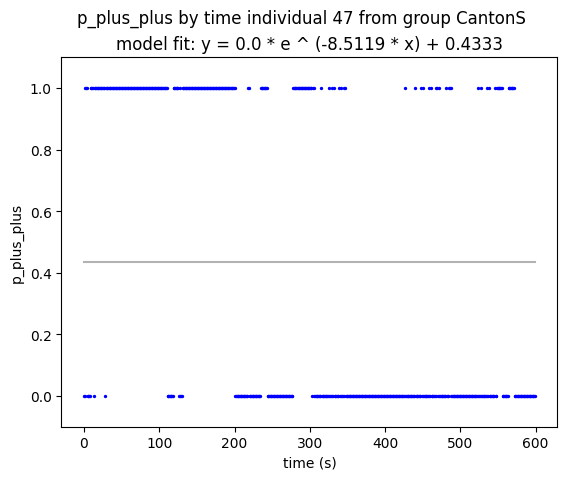 p_plus_plus by time individual 47 from group CantonS
model fit: y = 0.0 * e ^ (-8.5119 * x) + 0.4333
1.0
0.8
0.6
0.4
0.2
0.0
p_plus_plus
0 100 200 300 400 500 600
time (s)